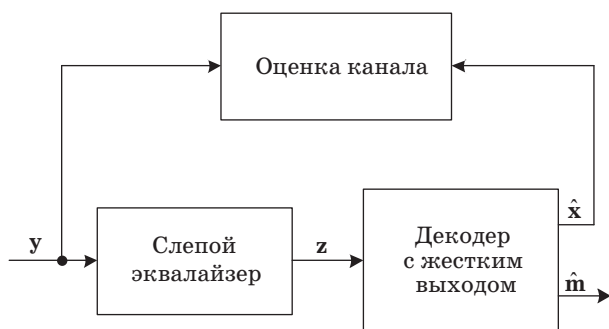 Оценка канала
y
Слепой
эквалайзер
z
Декодер
с жестким
выходом
x̂
m̂